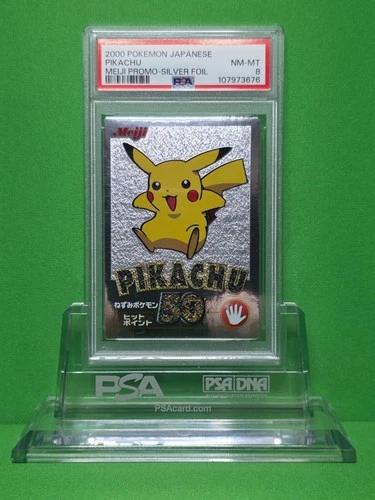 2000 POKEMON JAPANESE
PIKACHU
NM-MT
MEIJI PROMO-SILVER FOIL
PSA
8
107973676
Meiji
PIKACHU
ねずみポケモン
ヒット
ポイント
50
PSA
PSA/DNA
PSAcard.com